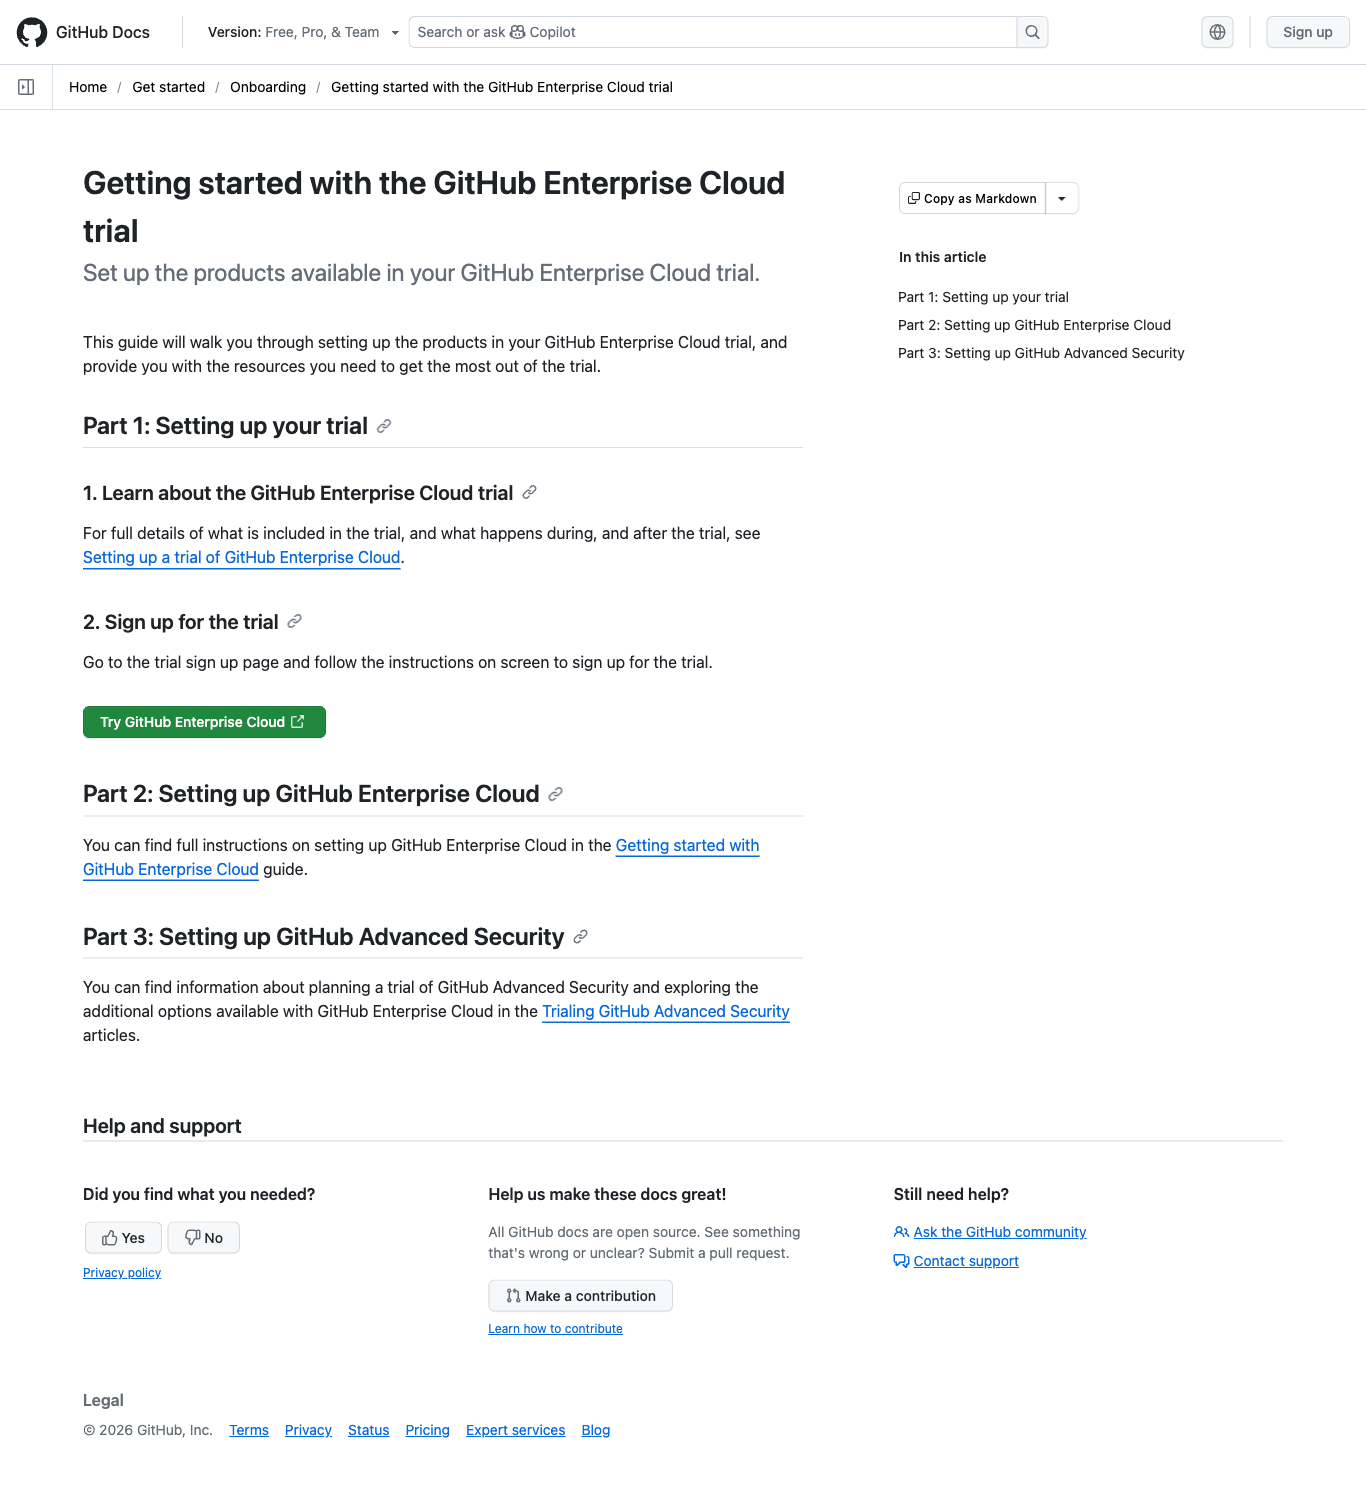 GitHub Docs
Version: Free, Pro, & Team
Search or ask Copilot
Sign up
Home / Get started / Onboarding / Getting started with the GitHub Enterprise Cloud trial
Getting started with the GitHub Enterprise Cloud
trial
Set up the products available in your GitHub Enterprise Cloud trial.
This guide will walk you through setting up the products in your GitHub Enterprise Cloud trial, and
provide you with the resources you need to get the most out of the trial.
Part 1: Setting up your trial
1. Learn about the GitHub Enterprise Cloud trial
For full details of what is included in the trial, and what happens during, and after the trial, see
Setting up a trial of GitHub Enterprise Cloud.
2. Sign up for the trial
Go to the trial sign up page and follow the instructions on screen to sign up for the trial.
Try GitHub Enterprise Cloud
Part 2: Setting up GitHub Enterprise Cloud
You can find full instructions on setting up GitHub Enterprise Cloud in the Getting started with
GitHub Enterprise Cloud guide.
Part 3: Setting up GitHub Advanced Security
You can find information about planning a trial of GitHub Advanced Security and exploring the
additional options available with GitHub Enterprise Cloud in the Trialing GitHub Advanced Security
articles.
Copy as Markdown
In this article
Part 1: Setting up your trial
Part 2: Setting up GitHub Enterprise Cloud
Part 3: Setting up GitHub Advanced Security
Help and support
Did you find what you needed?
Yes
No
Privacy policy
Help us make these docs great!
All GitHub docs are open source. See something
that's wrong or unclear? Submit a pull request.
Make a contribution
Learn how to contribute
Still need help?
Ask the GitHub community
Contact support
Legal
© 2026 GitHub, Inc. Terms Privacy Status Pricing Expert services Blog